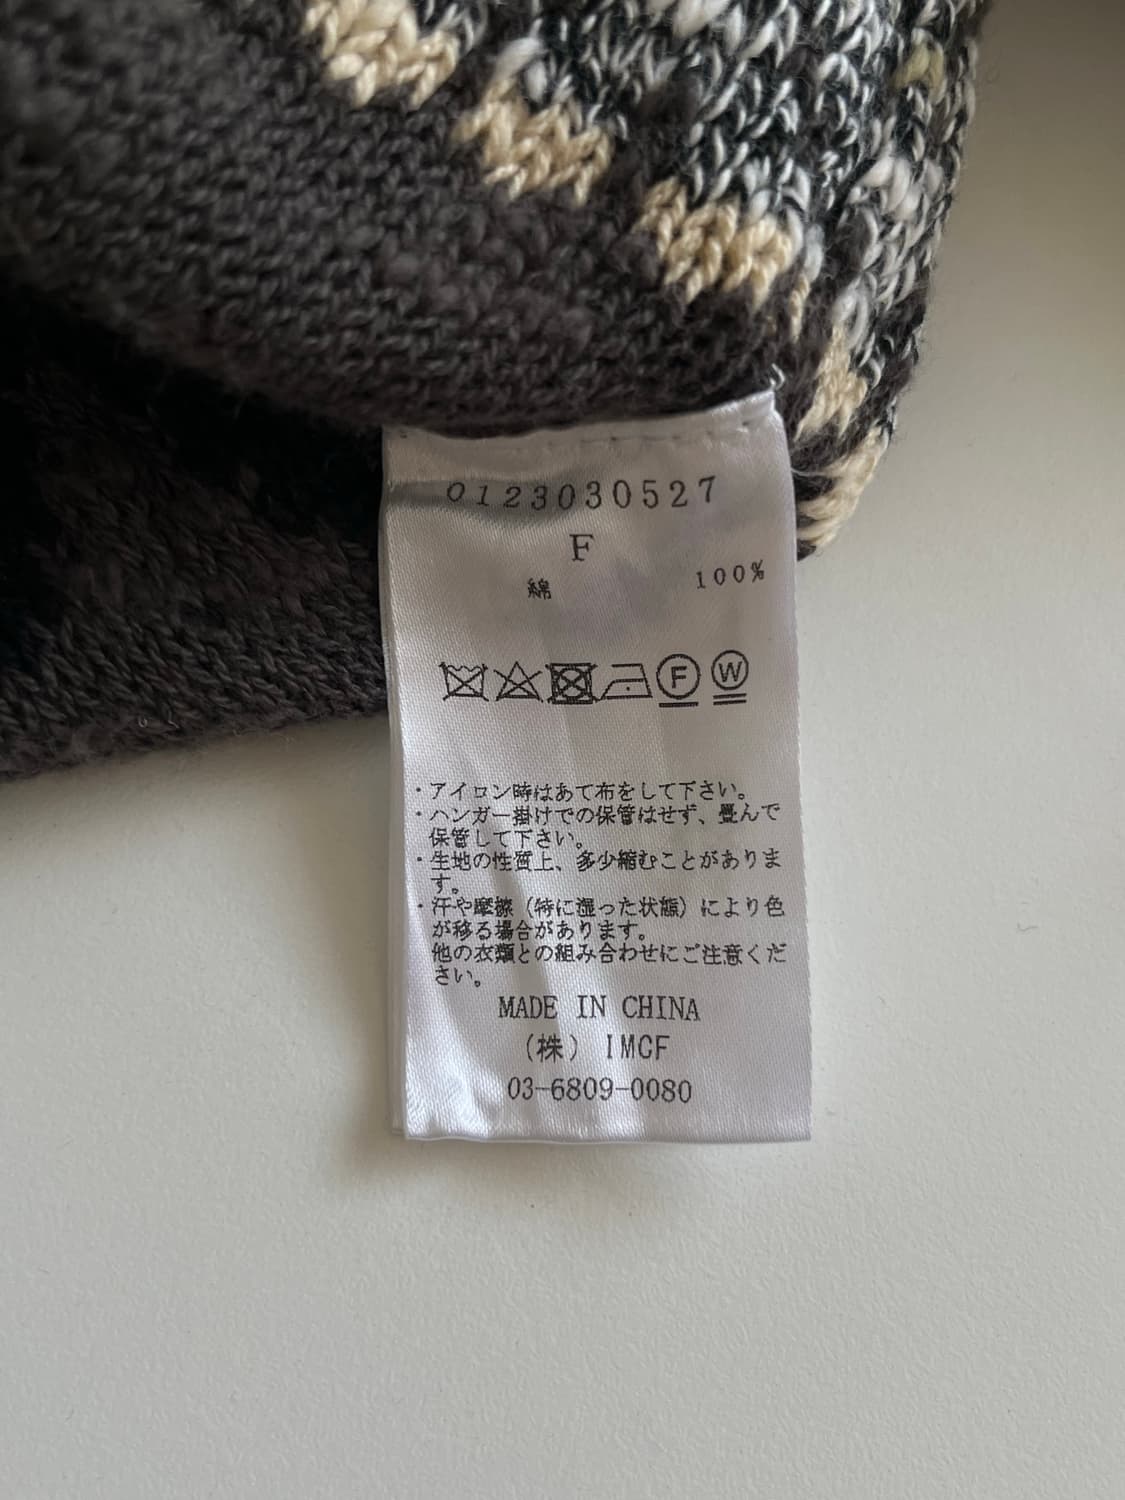 0123030527
F
綿 100%
F W
・アイロン時はあて布をして下さい。
・ハンガー掛けでの保管はせず、畳んで
保管して下さい。
・生地の性質上、多少縮むことがありま
す。
・汗や摩擦（特に湿った状態）により色
が移る場合があります。
他の衣類との組み合わせにご注意くだ
さい。
MADE IN CHINA
（株）IMCF
03-6809-0080